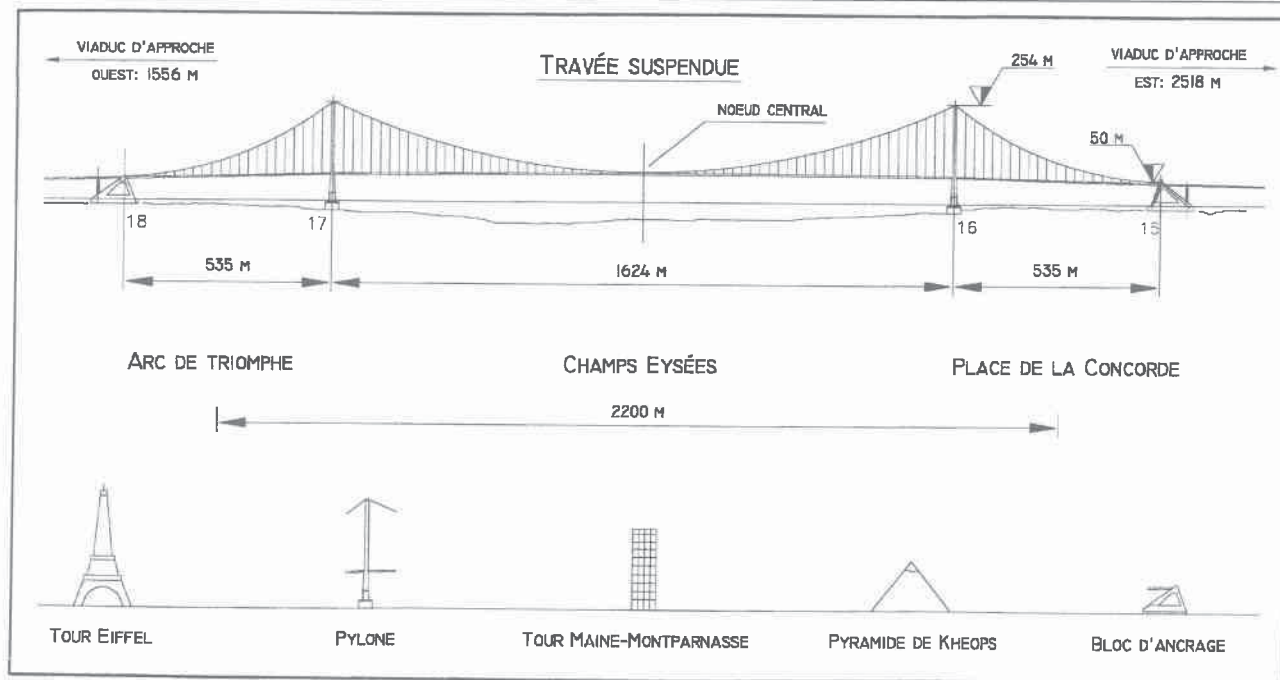 VIADUC D'APPROCHE
OUEST: 1556 M
TRAVÉE SUSPENDUE
254 M
VIADUC D'APPROCHE
EST: 2518 M
NOEUD CENTRAL
50 M
18
17
16
15
535 M
1624 M
535 M
ARC DE TRIOMPHE
CHAMPS EYSÉES
PLACE DE LA CONCORDE
2200 M
TOUR EIFFEL
PYLONE
TOUR MAINE-MONTPARNASSE
PYRAMIDE DE KHEOPS
BLOC D'ANCRAGE